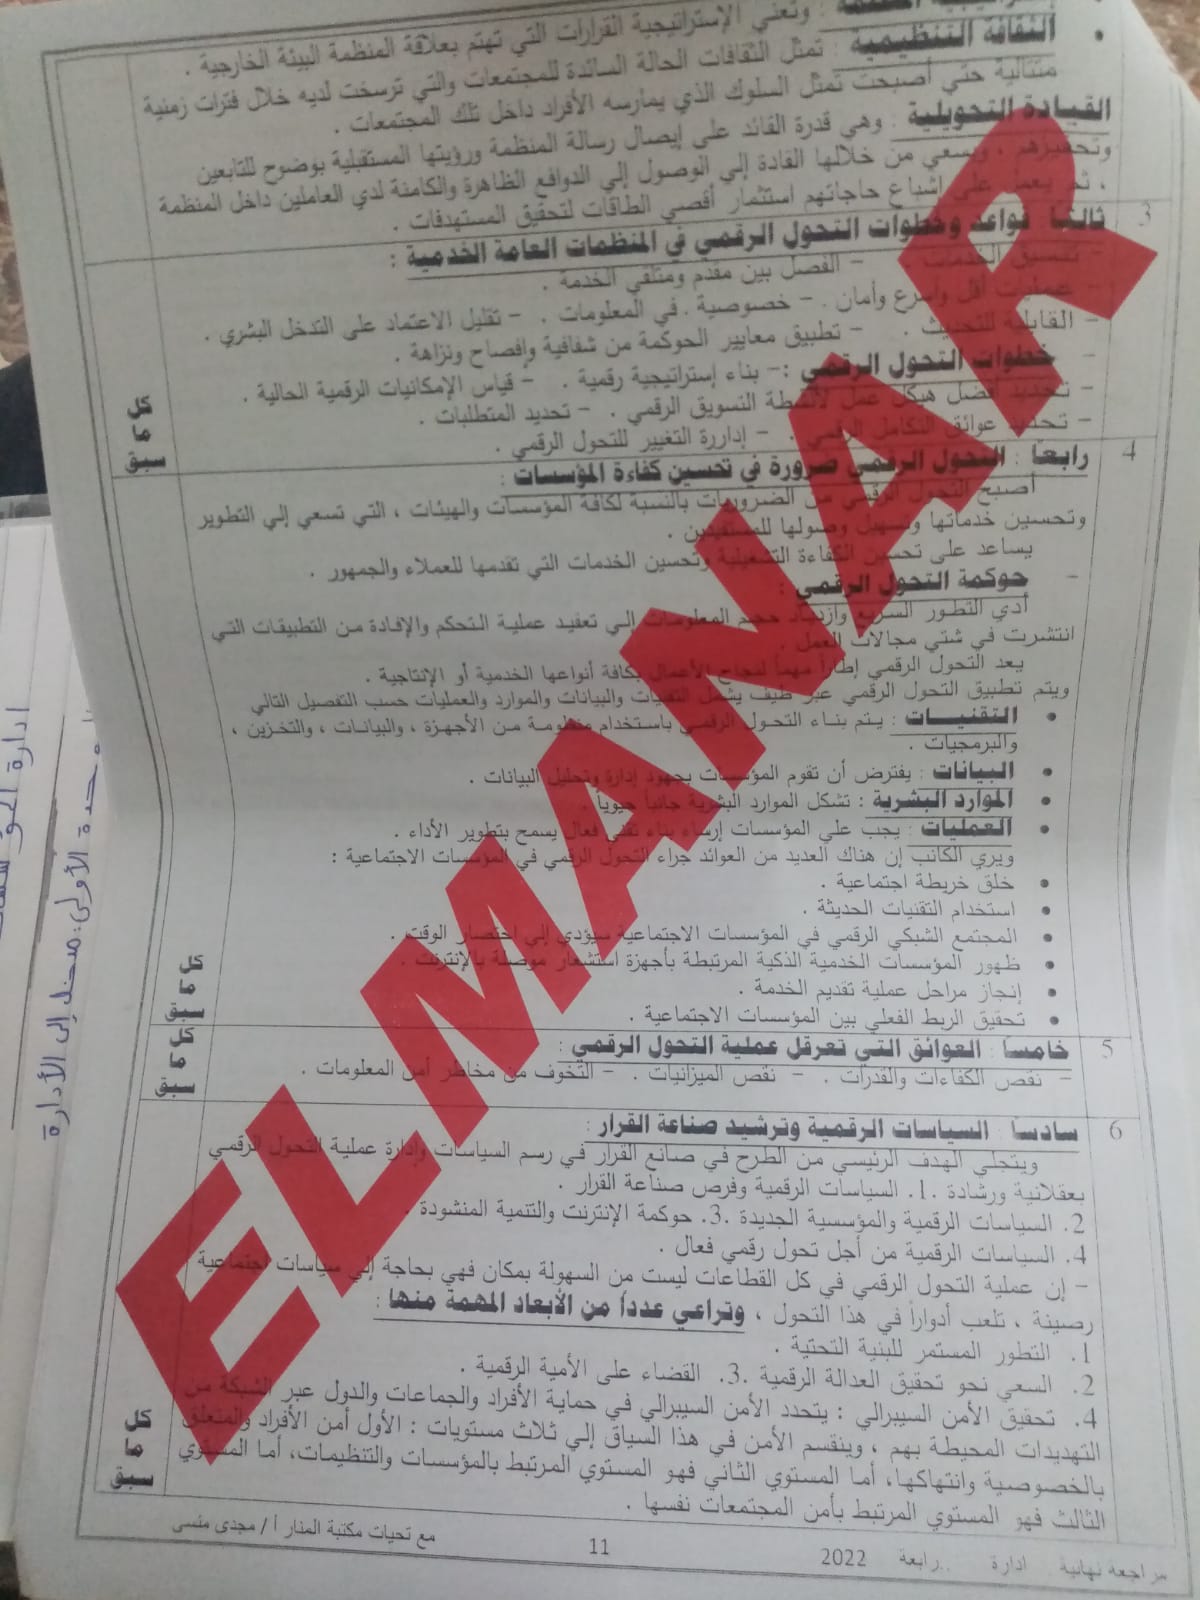 وتعني الإستراتيجية القرارات التي تهتم بعلاقة المنظمة البيئة الخارجية .
• الثقافة التنظيمية : تمثل الثقافات الحالة السائدة للمجتمعات والتي ترسخت لديه خلال فترات زمنية
متتالية حتى أصبحت تمثل السلوك الذي يمارسه الأفراد داخل تلك المجتمعات .
القيادة التحويلية : وهي قدرة القائد على إيصال رسالة المنظمة ورؤيتها المستقبلية بوضوح للتابعين
وتحفيزهم ، ويسعي من خلالها القادة إلي الوصول إلي الدوافع الظاهرة والكامنة لدي العاملين داخل المنظمة
، ثم يعمل على إشباع حاجاتهم استثمار أقصي الطاقات لتحقيق المستهدفات .
3 ثالثاً : قواعد وخطوات التحول الرقمي في المنظمات العامة الخدمية :
- تنسيق الخدمات - الفصل بين مقدم ومتلقي الخدمة .
- عمليات أقل وأسرع وأمان . - خصوصية . في المعلومات . - تقليل الاعتماد على التدخل البشري .
- القابلية للتحديث . - تطبيق معايير الحوكمة من شفافية وإفصاح ونزاهة .
- خطوات التحول الرقمي :- بناء إستراتيجية رقمية . - قياس الإمكانيات الرقمية الحالية .
- تحديد أفضل هيكل عمل لأنشطة التسويق الرقمي . - تحديد المتطلبات .
- تحديد عوائق التكامل الرقمي . - إداررة التغيير للتحول الرقمي .
كل
ما
سبق
4 رابعاً : التحول الرقمي ضرورة في تحسين كفاءة المؤسسات :
أصبح التحول الرقمي من الضروريات بالنسبة لكافة المؤسسات والهيئات ، التي تسعي إلي التطوير
وتحسين خدماتها وتسهيل وصولها للمستفيدين .
يساعد على تحسين الكفاءة التشغيلية وتحسين الخدمات التي تقدمها للعملاء والجمهور .
- حوكمة التحول الرقمي :
أدي التطور السريع وازدياد حجم المعلومات إلي تعقيد عملية التحكم والإفادة من التطبيقات التي
انتشرت في شتي مجالات العمل .
يعد التحول الرقمي إطاراً مهماً لنجاح الأعمال بكافة أنواعها الخدمية أو الإنتاجية .
ويتم تطبيق التحول الرقمي عبر طيف يشمل التقنيات والبيانات والموارد والعمليات حسب التفصيل التالي
• التقنيات : يتم بناء التحول الرقمي باستخدام منظومة من الأجهزة ، والبيانات ، والتخزين ،
والبرمجيات .
• البيانات : يفترض أن تقوم المؤسسات بجهود إدارة وتحليل البيانات .
• الموارد البشرية : تشكل الموارد البشرية جانباً حيوياً .
• العمليات : يجب علي المؤسسات إرساء بناء تقني فعال يسمح بتطوير الأداء .
ويري الكاتب إن هناك العديد من العوائد جراء التحول الرقمي في المؤسسات الاجتماعية :
• خلق خريطة اجتماعية .
• استخدام التقنيات الحديثة .
• المجتمع الشبكي الرقمي في المؤسسات الاجتماعية سيؤدي إلي اختصار الوقت .
• ظهور المؤسسات الخدمية الذكية المرتبطة بأجهزة استشعار موصلة بالإنترنت .
• إنجاز مراحل عملية تقديم الخدمة .
• تحقيق الربط الفعلي بين المؤسسات الاجتماعية .
كل
ما
سبق
5 خامساً : العوائق التي تعرقل عملية التحول الرقمي :
- نقص الكفاءات والقدرات . - نقص الميزانيات . - التخوف من مخاطر أمن المعلومات .
كل
ما
سبق
6 سادساً : السياسات الرقمية وترشيد صناعة القرار :
ويتجلي الهدف الرئيسي من الطرح في صانع القرار في رسم السياسات وإدارة عملية التحول الرقمي
بعقلانية ورشادة .1. السياسات الرقمية وفرص صناعة القرار .
2. السياسات الرقمية والمؤسسية الجديدة .3. حوكمة الإنترنت والتنمية المنشودة .
4. السياسات الرقمية من أجل تحول رقمي فعال .
- إن عملية التحول الرقمي في كل القطاعات ليست من السهولة بمكان فهي بحاجة إلي سياسات اجتماعية
رصينة ، تلعب أدواراً في هذا التحول ، وتراعي عدداً من الأبعاد المهمة منها :
1. التطور المستمر للبنية التحتية .
2. السعي نحو تحقيق العدالة الرقمية .3. القضاء على الأمية الرقمية .
4. تحقيق الأمن السيبرالي : يتحدد الأمن السيبرالي في حماية الأفراد والجماعات والدول عبر الشبكة من
التهديدات المحيطة بهم ، وينقسم الأمن في هذا السياق إلي ثلاث مستويات : الأول أمن الأفراد والمتعلق
بالخصوصية وانتهاكها، أما المستوي الثاني فهو المستوي المرتبط بالمؤسسات والتنظيمات، أما المستوي
الثالث فهو المستوي المرتبط بأمن المجتمعات نفسها .
كل
ما
سبق
مراجعة نهائية . ادارة ..رابعة 2022 11 مع تحيات مكتبة المنار أ / مجدى منسى
ELMANAR
الأولى: مدخل إلى الأدارة
ادارة